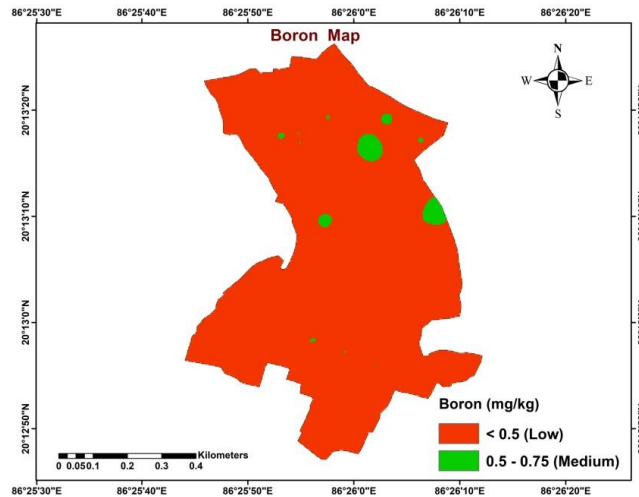 86°25'30"E 86°25'40"E 86°25'50"E 86°26'0"E 86°26'10"E 86°26'20"E
Boron Map
N
W E
S
20°13'20"N
20°13'10"N
20°13'0"N
20°12'50"N
Boron (mg/kg)
< 0.5 (Low)
0.5 - 0.75 (Medium)
Kilometers
0 0.05 0.1 0.2 0.3 0.4
86°25'30"E 86°25'40"E 86°25'50"E 86°26'0"E 86°26'10"E 86°26'20"E